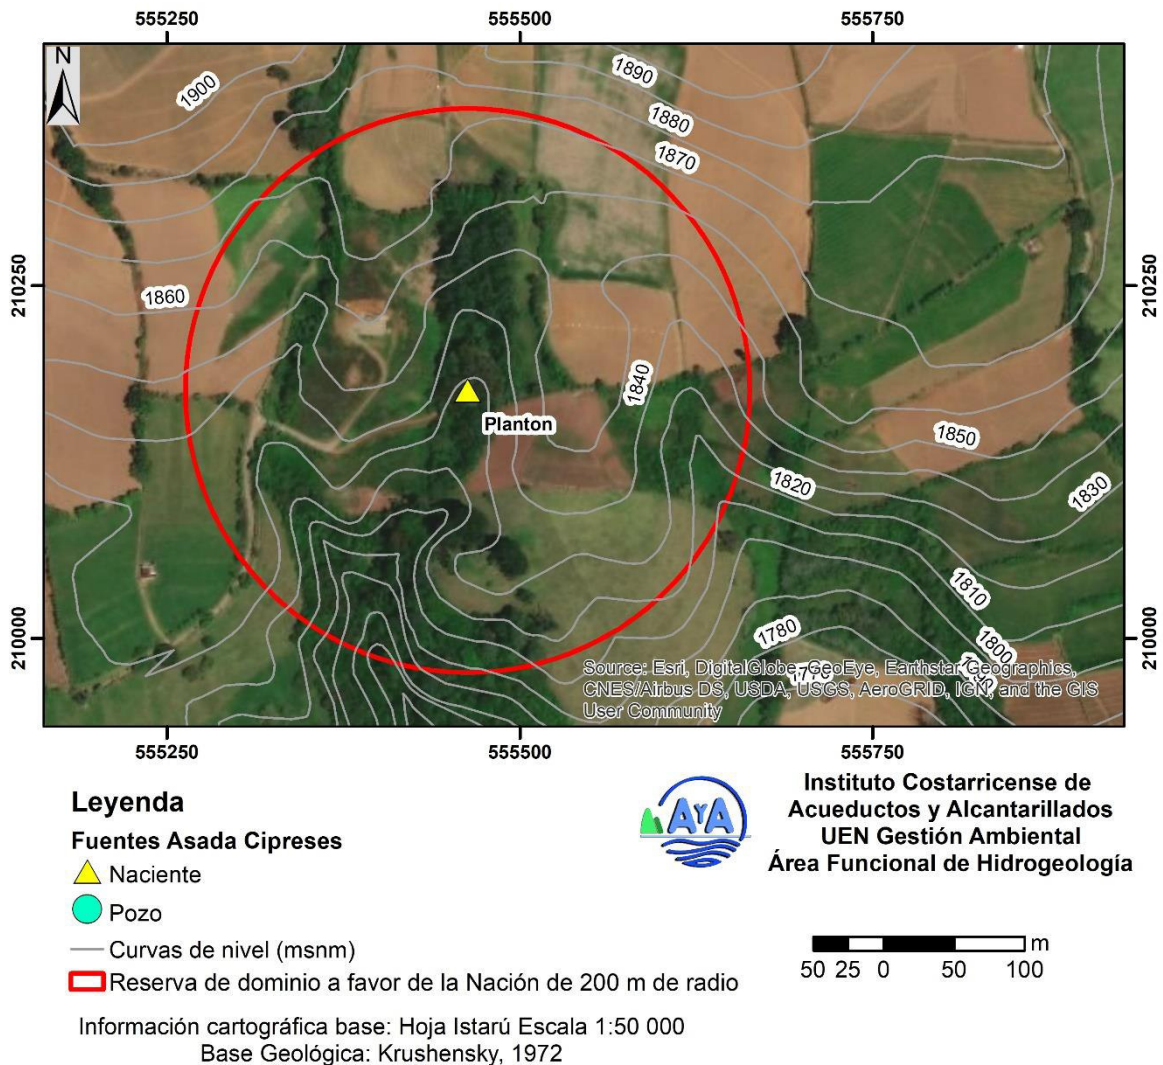 555250 555500 555750
N
1900
1890
1880
1870
1860
210250
210250
1840
Planton
1850
1830
1820
1810
1800
1780
210000
210000
Source: Esri, DigitalGlobe, GeoEye, Earthstar Geographics,
CNES/Airbus DS, USDA, USGS, AeroGRID, IGN, and the GIS
User Community
555250 555500 555750
Leyenda
Fuentes Asada Cipreses
Naciente
Pozo
Curvas de nivel (msnm)
Reserva de dominio a favor de la Nación de 200 m de radio
Información cartográfica base: Hoja Istarú Escala 1:50 000
Base Geológica: Krushensky, 1972
AyA
Instituto Costarricense de
Acueductos y Alcantarillados
UEN Gestión Ambiental
Área Funcional de Hidrogeología
m
50 25 0 50 100